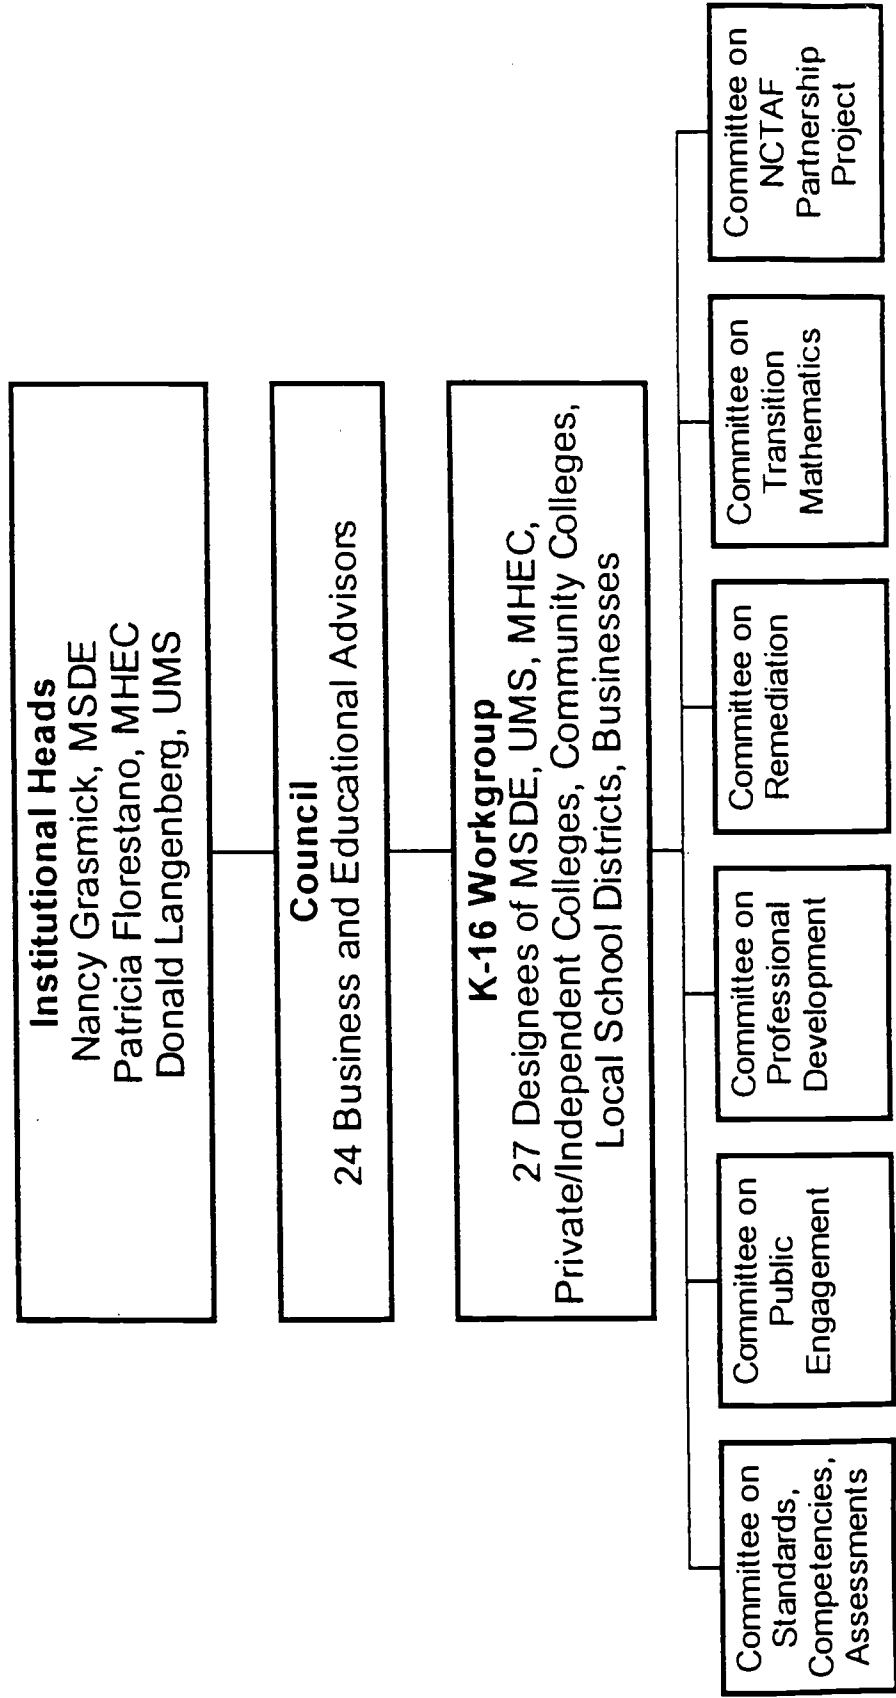 Institutional Heads
Nancy Grasmick, MSDE
Patricia Florestano, MHEC
Donald Langenberg, UMS
Council
24 Business and Educational Advisors
K-16 Workgroup
27 Designees of MSDE, UMS, MHEC,
Private/Independent Colleges, Community Colleges,
Local School Districts, Businesses
Committee on
Standards,
Competencies,
Assessments
Committee on
Public
Engagement
Committee on
Professional
Development
Committee on
Remediation
Committee on
Transition
Mathematics
Committee on
NCTAF
Partnership
Project